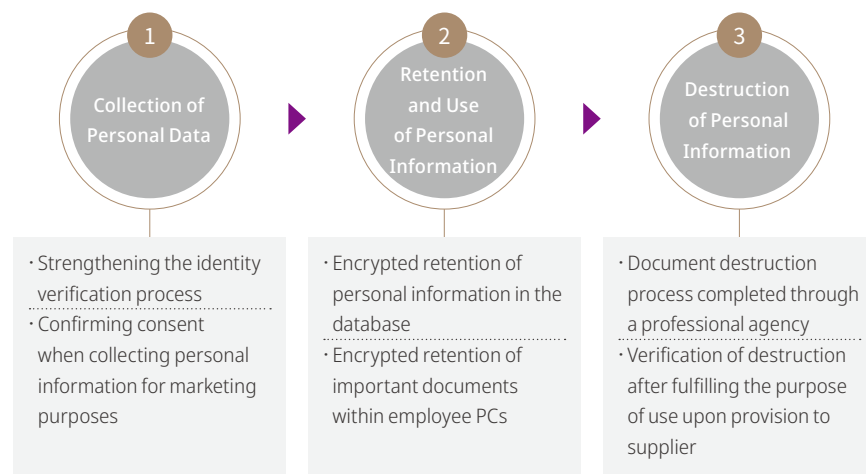 1
Collection of
Personal Data
2
Retention
and Use
of Personal
Information
3
Destruction
of Personal
Information
· Strengthening the identity
verification process
· Confirming consent
when collecting personal
information for marketing
purposes
· Encrypted retention of
personal information in the
database
· Encrypted retention of
important documents
within employee PCs
· Document destruction
process completed through
a professional agency
· Verification of destruction
after fulfilling the purpose
of use upon provision to
supplier